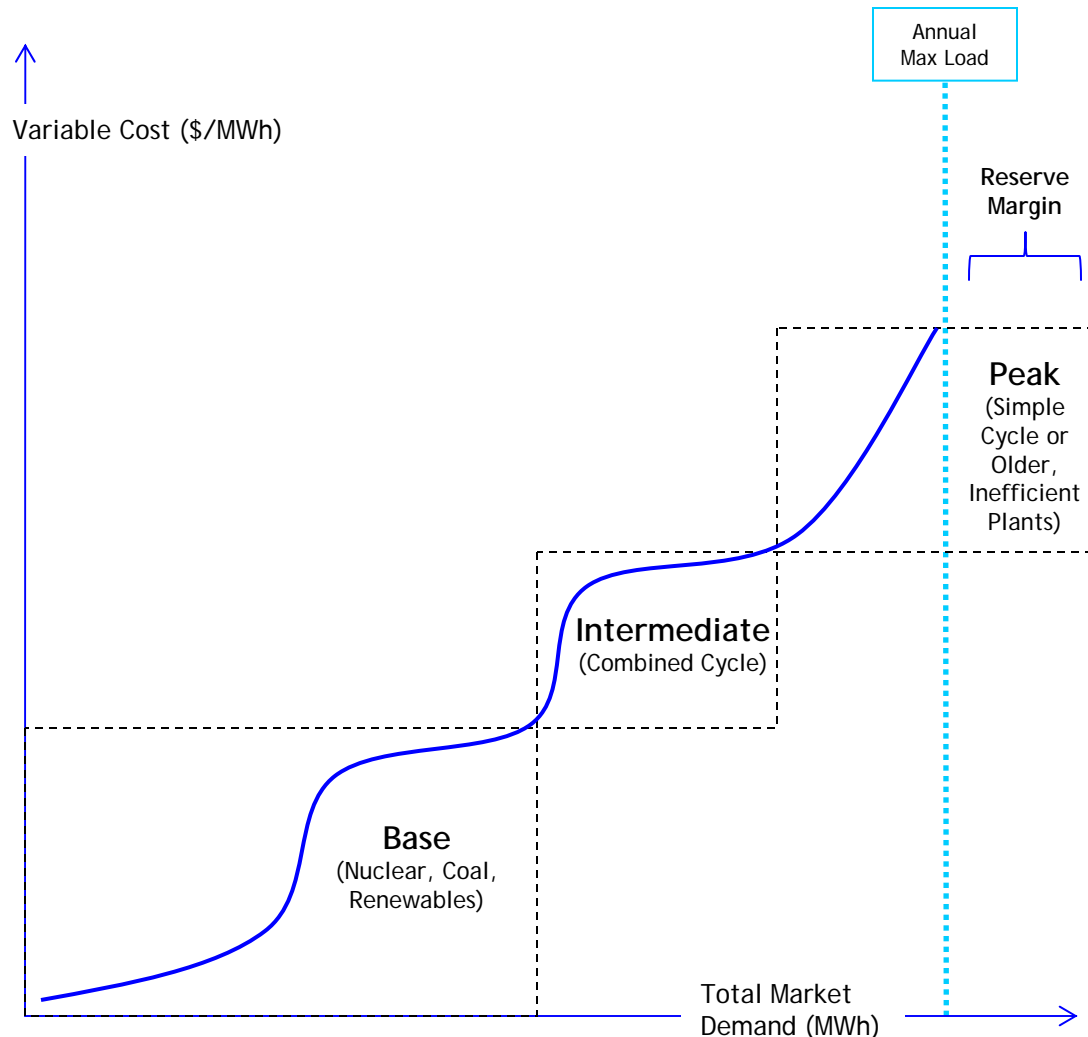 Annual
Max Load
Variable Cost ($/MWh)
Reserve
Margin
Peak
(Simple
Cycle or
Older,
Inefficient
Plants)
Intermediate
(Combined Cycle)
Base
(Nuclear, Coal,
Renewables)
Total Market
Demand (MWh)